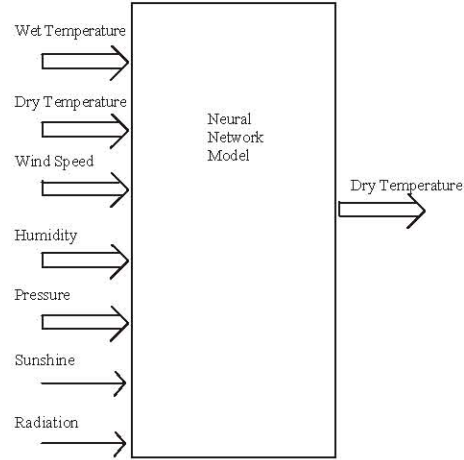 Wet Temperature
Dry Temperature
Wind Speed
Humidity
Pressure
Sunshine
Radiation
Neural
Network
Model
Dry Temperature